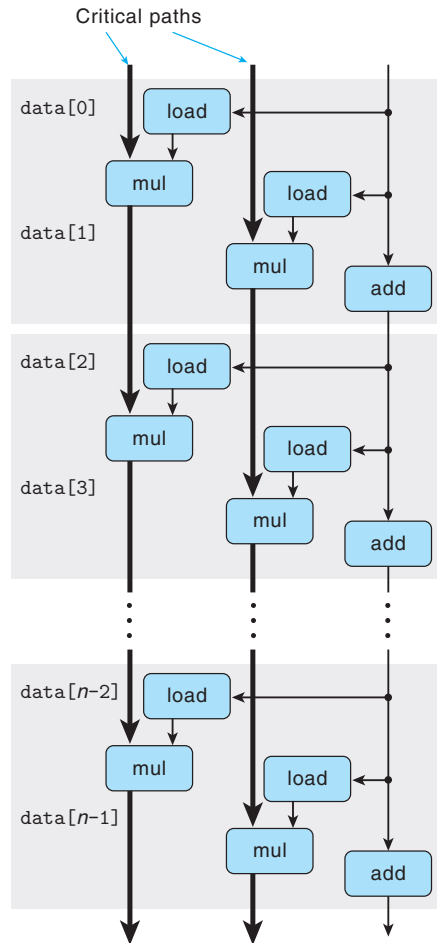 Critical paths
data[0]
load
mul
load
data[1]
mul
add
data[2]
load
mul
load
data[3]
mul
add
data[n-2]
load
mul
load
data[n-1]
mul
add